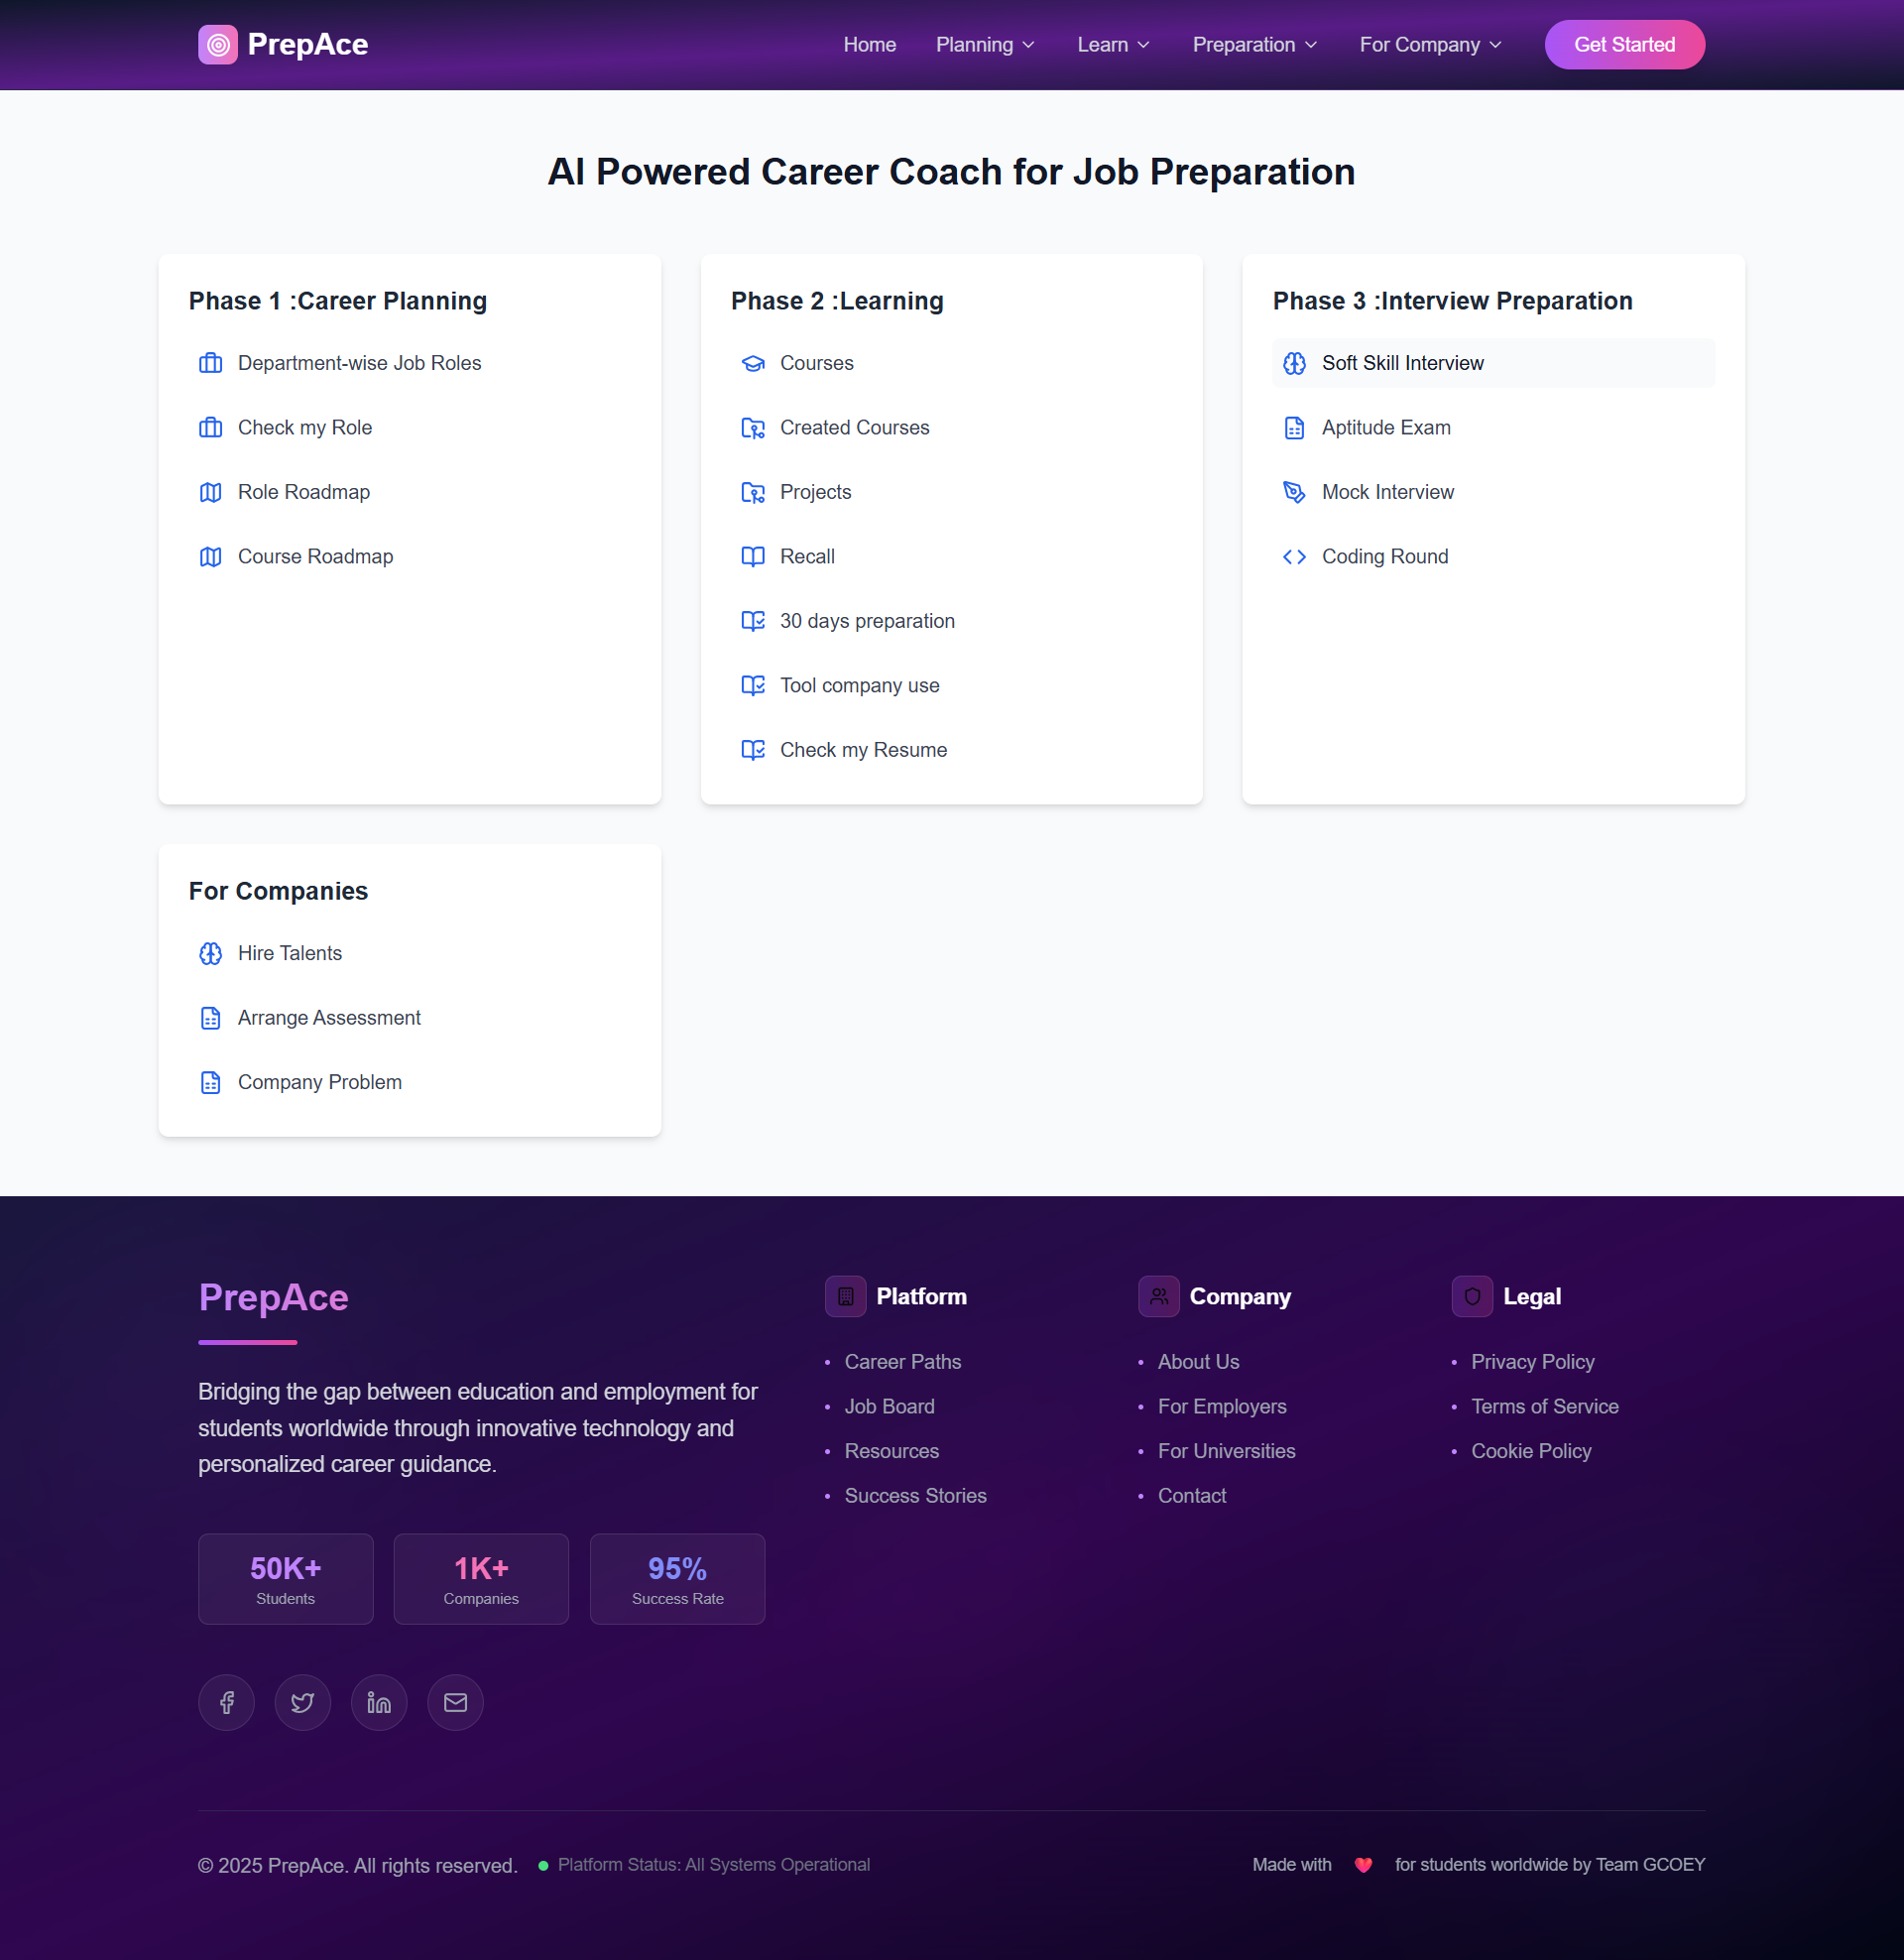 PrepAce
Home
Planning
Learn
Preparation
For Company
Get Started
AI Powered Career Coach for Job Preparation
Phase 1 :Career Planning
Department-wise Job Roles
Check my Role
Role Roadmap
Course Roadmap
Phase 2 :Learning
Courses
Created Courses
Projects
Recall
30 days preparation
Tool company use
Check my Resume
Phase 3 :Interview Preparation
Soft Skill Interview
Aptitude Exam
Mock Interview
Coding Round
For Companies
Hire Talents
Arrange Assessment
Company Problem
PrepAce
Bridging the gap between education and employment for
students worldwide through innovative technology and
personalized career guidance.
50K+
Students
1K+
Companies
95%
Success Rate
Platform
• Career Paths
• Job Board
• Resources
• Success Stories
Company
• About Us
• For Employers
• For Universities
• Contact
Legal
• Privacy Policy
• Terms of Service
• Cookie Policy
© 2025 PrepAce. All rights reserved.
Platform Status: All Systems Operational
Made with ❤️ for students worldwide by Team GCOEY